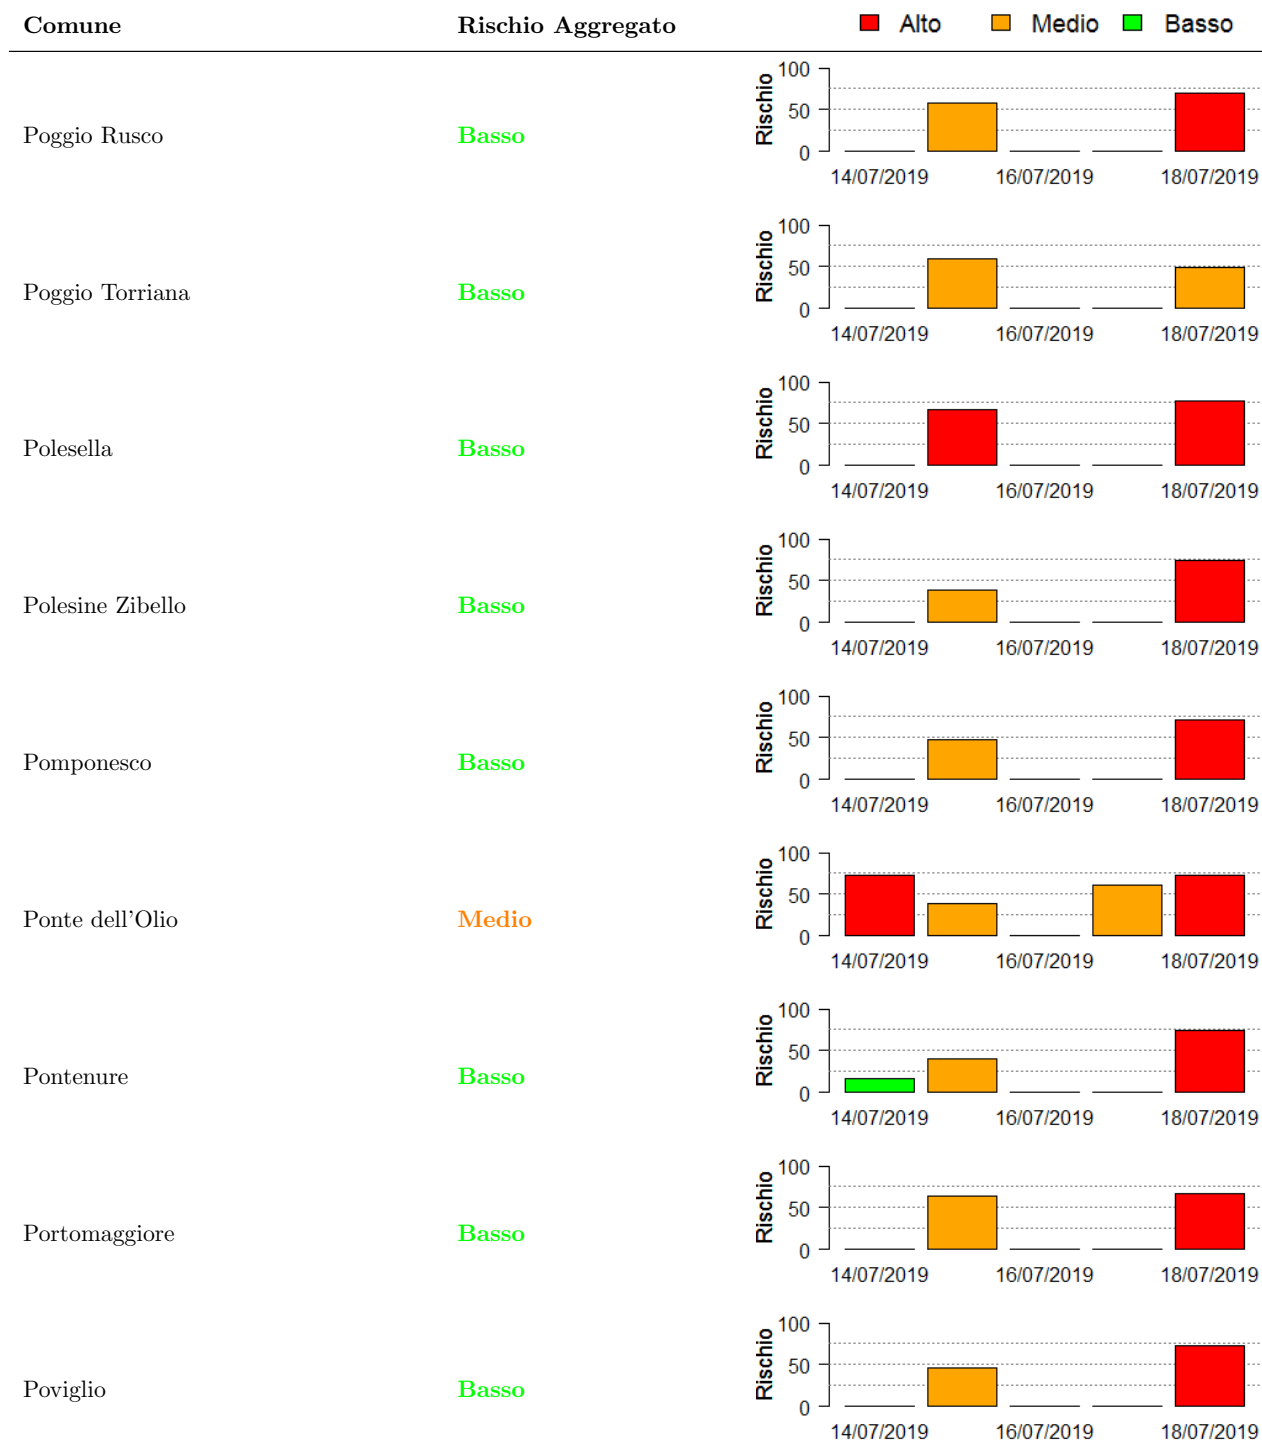 Comune Rischio Aggregato Alto Medio Basso
Poggio Rusco Basso
Rischio
100
50
0
14/07/2019 16/07/2019 18/07/2019
Poggio Torriana Basso
Rischio
100
50
0
14/07/2019 16/07/2019 18/07/2019
Polesella Basso
Rischio
100
50
0
14/07/2019 16/07/2019 18/07/2019
Polesine Zibello Basso
Rischio
100
50
0
14/07/2019 16/07/2019 18/07/2019
Pomponesco Basso
Rischio
100
50
0
14/07/2019 16/07/2019 18/07/2019
Ponte dell'Olio Medio
Rischio
100
50
0
14/07/2019 16/07/2019 18/07/2019
Pontenure Basso
Rischio
100
50
0
14/07/2019 16/07/2019 18/07/2019
Portomaggiore Basso
Rischio
100
50
0
14/07/2019 16/07/2019 18/07/2019
Poviglio Basso
Rischio
100
50
0
14/07/2019 16/07/2019 18/07/2019